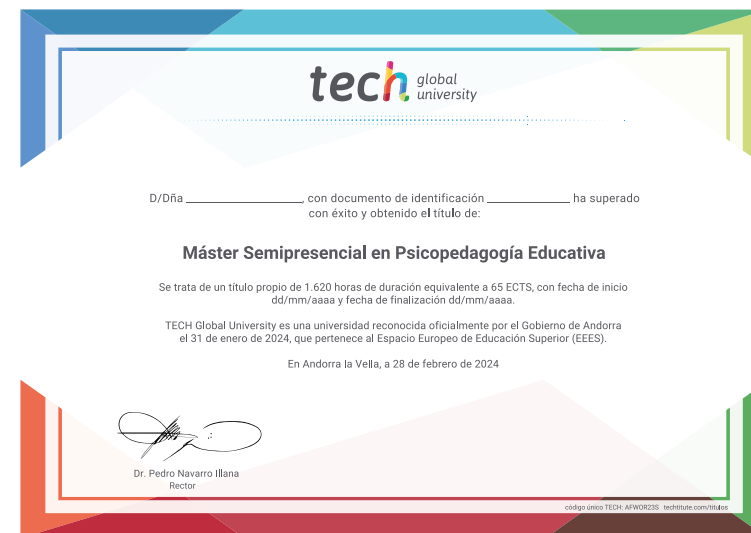 tech global
university
D/Dña ____________________, con documento de identificación ______________ ha superado
con éxito y obtenido el título de:
Máster Semipresencial en Psicopedagogía Educativa
Se trata de un título propio de 1.620 horas de duración equivalente a 65 ECTS, con fecha de inicio
dd/mm/aaaa y fecha de finalización dd/mm/aaaa.
TECH Global University es una universidad reconocida oficialmente por el Gobierno de Andorra
el 31 de enero de 2024, que pertenece al Espacio Europeo de Educación Superior (EEES).
En Andorra la Vella, a 28 de febrero de 2024
Dr. Pedro Navarro Illana
Rector
código único TECH: AFWOR23S techtitute.com/titulos